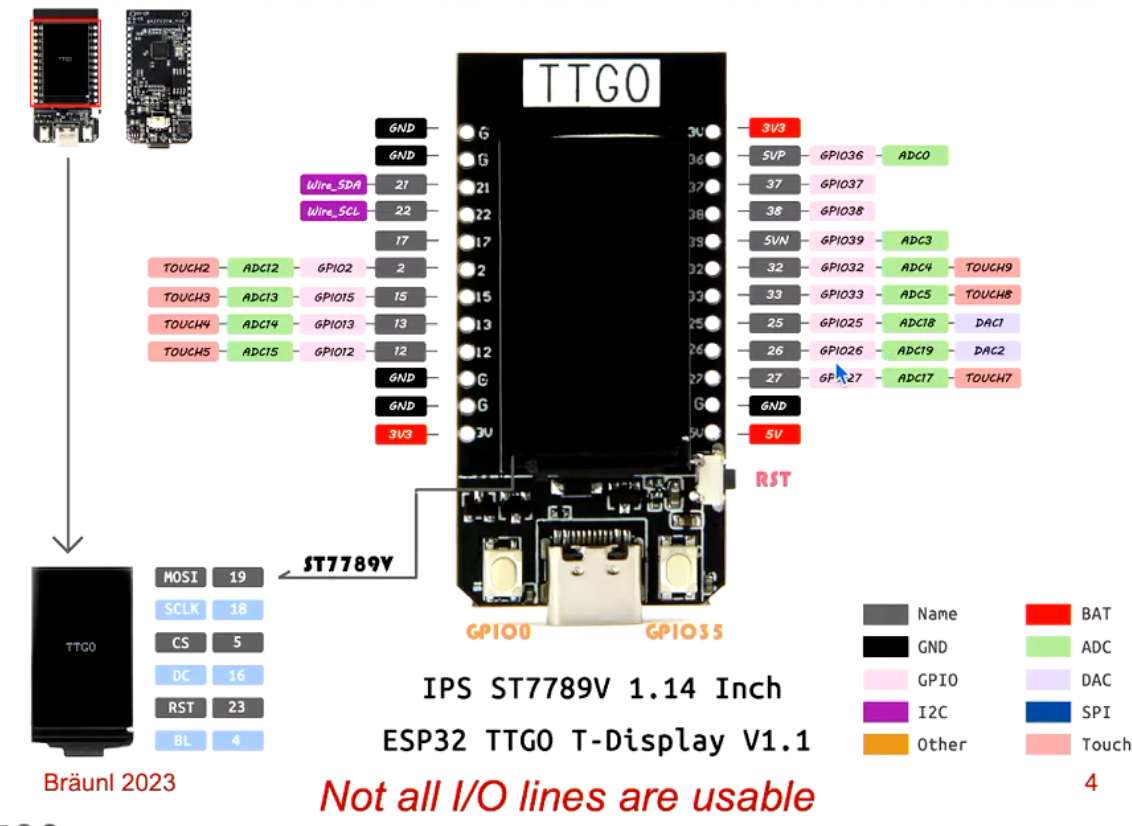 TTGO
GND G 3V 3V3
GND G 36 SVP GPIO36 ADC0
Wire_SDA 21 21 37 37 GPIO37
Wire_SCL 22 22 38 38 GPIO38
17 17 39 SVN GPIO39 ADC3
TOUCH2 ADC12 GPIO2 2 2 32 32 GPIO32 ADC4 TOUCH9
TOUCH3 ADC13 GPIO15 15 15 33 33 GPIO33 ADC5 TOUCH8
TOUCH4 ADC14 GPIO13 13 13 25 25 GPIO25 ADC18 DAC1
TOUCH5 ADC15 GPIO12 12 12 26 26 GPIO26 ADC19 DAC2
GND G 27 27 GPIO27 ADC17 TOUCH7
GND G G GND
3V3 3V 5V 5V
RST
ST7789V
TTGO
MOSI 19
SCLK 18
CS 5
DC 16
RST 23
BL 4
GPIO0 GPIO35
IPS ST7789V 1.14 Inch
ESP32 TTGO T-Display V1.1
Name BAT
GND ADC
GPIO DAC
I2C SPI
Other Touch
Bräunl 2023
Not all I/O lines are usable
4